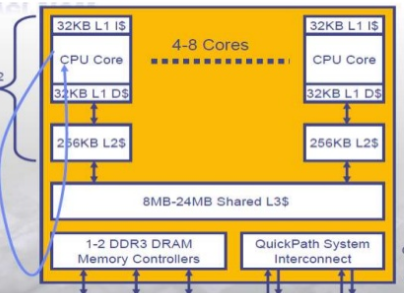 32KB L1 I$
32KB L1 I$
CPU Core
4-8 Cores
CPU Core
32KB L1 D$
32KB L1 D$
256KB L2$
256KB L2$
8MB-24MB Shared L3$
1-2 DDR3 DRAM
Memory Controllers
QuickPath System
Interconnect